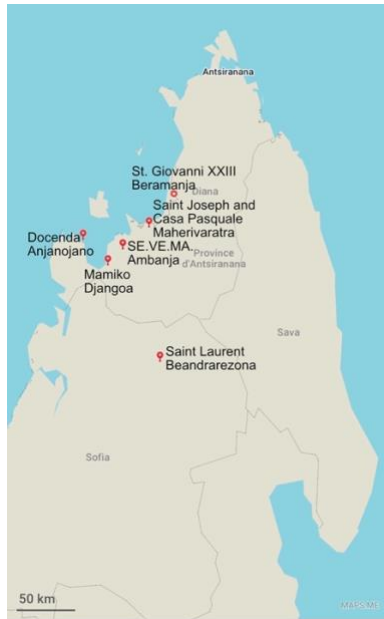 Antsiranana
St. Giovanni XXIII
Beramanja
Diana
Saint Joseph and
Casa Pasquale
Maherivaratra
Docenda
Anjanojano
SE.VE.MA.
Ambanja
Province
d'Antsiranana
Mamiko
Djangoa
Sava
Saint Laurent
Beandrarezona
Sofia
50 km
MAPS.ME